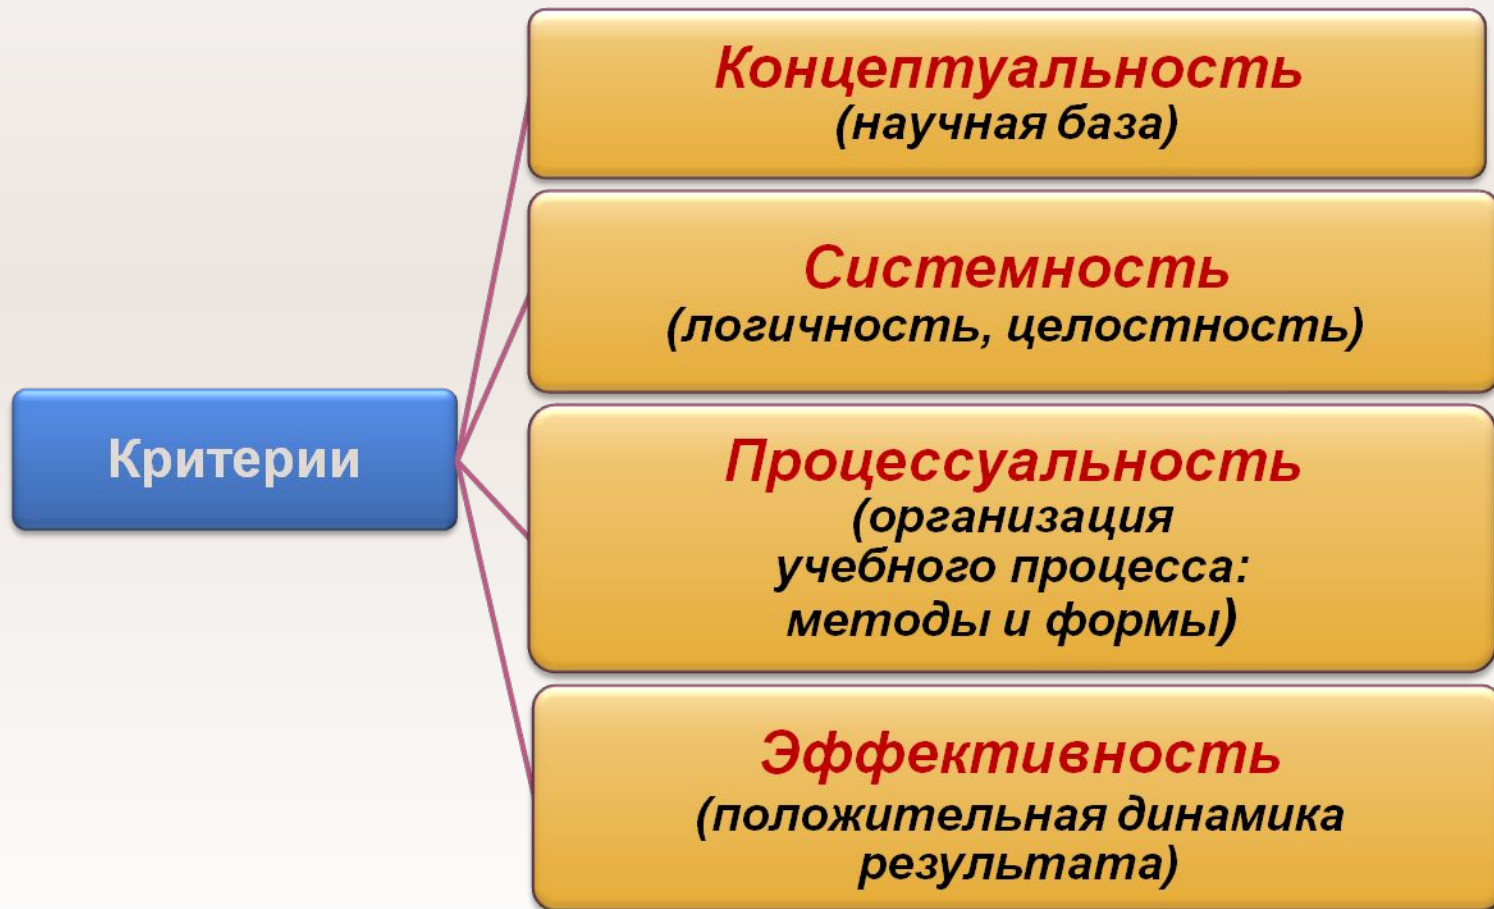 Критерии
Концептуальность
(научная база)
Системность
(логичность, целостность)
Процессуальность
(организация
учебного процесса:
методы и формы)
Эффективность
(положительная динамика
результата)